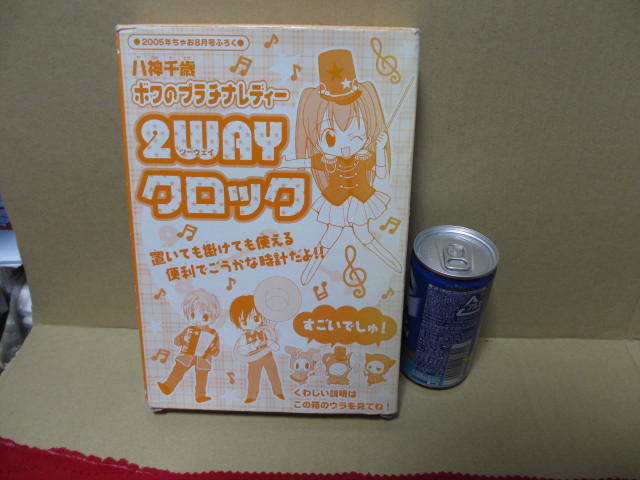 ●2005年ちゃお8月号ふろく●
八神千歳
ボクのプラチナレディー
2WAY
ツーウェイ
クロック
置いても掛けても使える
便利でごうかな時計だよ!!
すごいでしゅ!
くわしい説明は
この箱のウラを見てね!